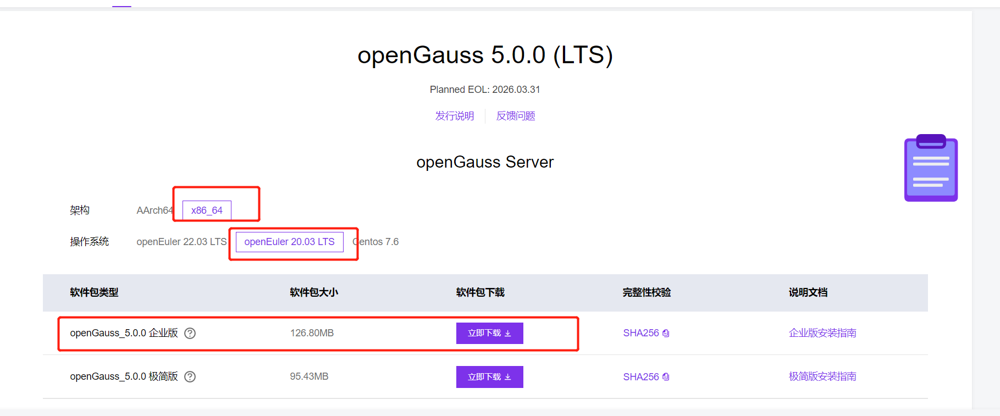 openGauss 5.0.0 (LTS)
Planned EOL: 2026.03.31
发行说明 反馈问题
openGauss Server
架构 AArch64 x86_64
操作系统 openEuler 22.03 LTS openEuler 20.03 LTS Centos 7.6
软件包类型 软件包大小 软件包下载 完整性校验 说明文档
openGauss_5.0.0 企业版 126.80MB 立即下载 SHA256 企业版安装指南
openGauss_5.0.0 极简版 95.43MB 立即下载 SHA256 极简版安装指南